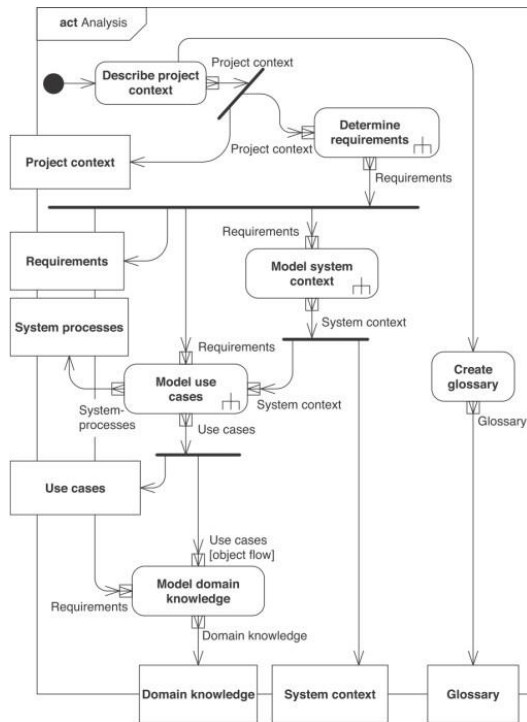 act Analysis
Project context
Describe project
context
Determine
requirements
Project context
Project context
Requirements
Requirements
Requirements
Model system
context
System processes
System context
Requirements
Model use
cases
Create
glossary
System-
processes
System context
Use cases
Glossary
Use cases
Use cases
[object flow]
Model domain
knowledge
Requirements
Domain knowledge
Domain knowledge
System context
Glossary